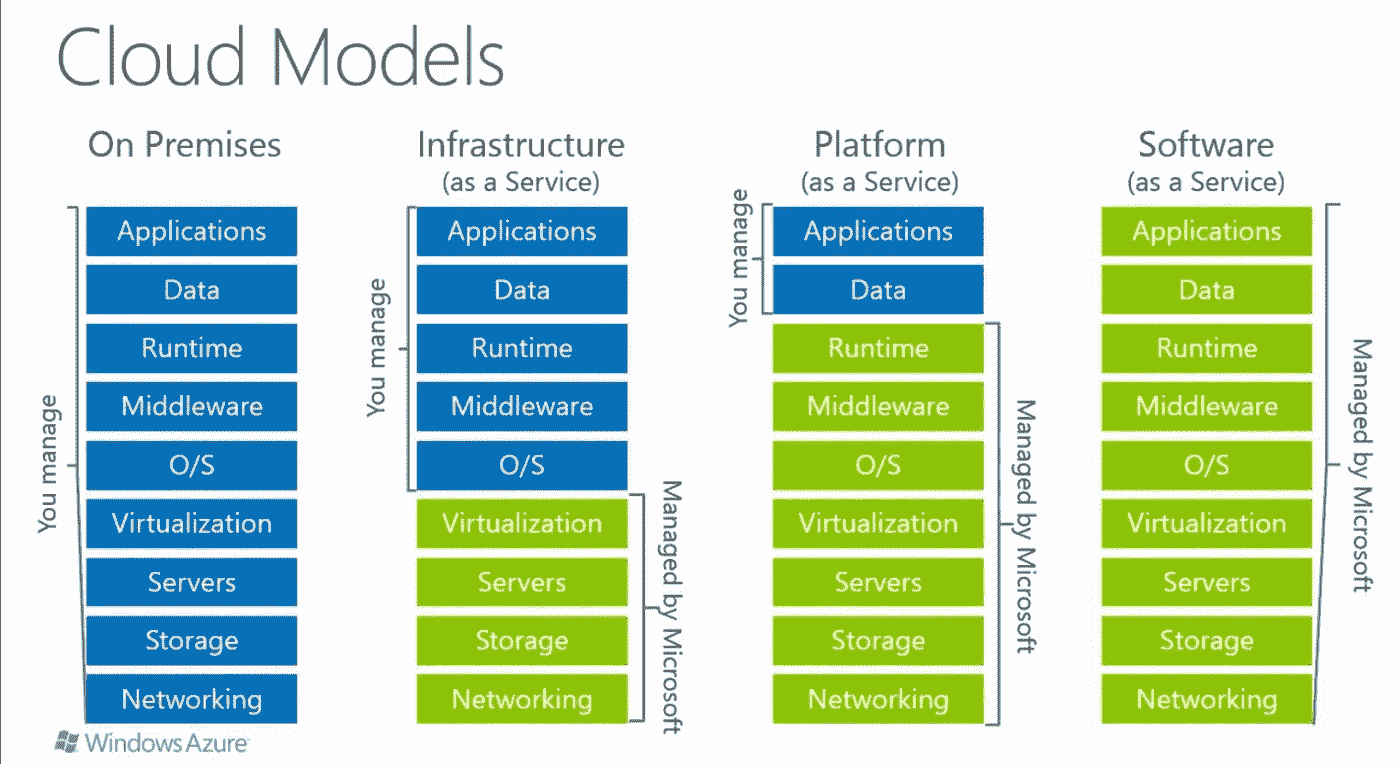 Cloud Models
On Premises
You manage
Applications
Data
Runtime
Middleware
O/S
Virtualization
Servers
Storage
Networking
Infrastructure
(as a Service)
You manage
Applications
Data
Runtime
Middleware
O/S
Virtualization
Servers
Storage
Networking
Managed by Microsoft
Platform
(as a Service)
You manage
Applications
Data
Runtime
Middleware
O/S
Virtualization
Servers
Storage
Networking
Managed by Microsoft
Software
(as a Service)
Applications
Data
Runtime
Middleware
O/S
Virtualization
Servers
Storage
Networking
Managed by Microsoft
Windows Azure